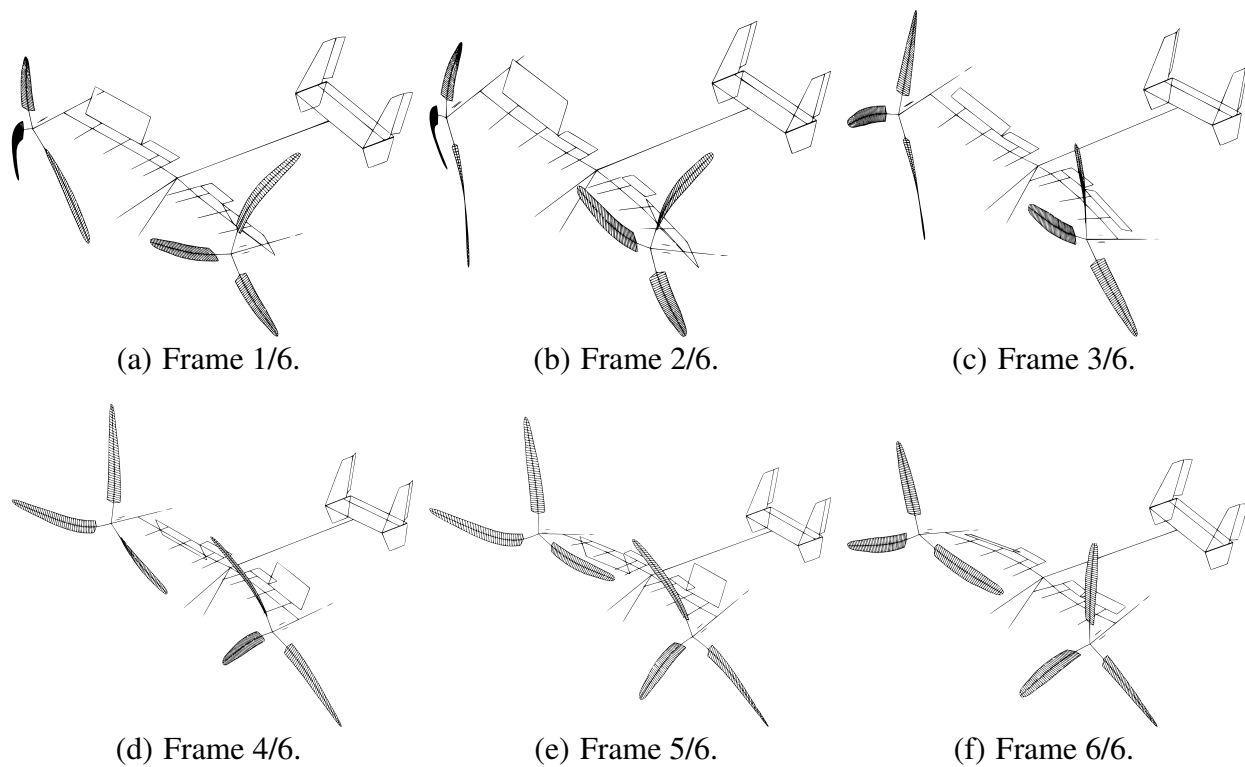 (a) Frame 1/6.
(b) Frame 2/6.
(c) Frame 3/6.
(d) Frame 4/6.
(e) Frame 5/6.
(f) Frame 6/6.